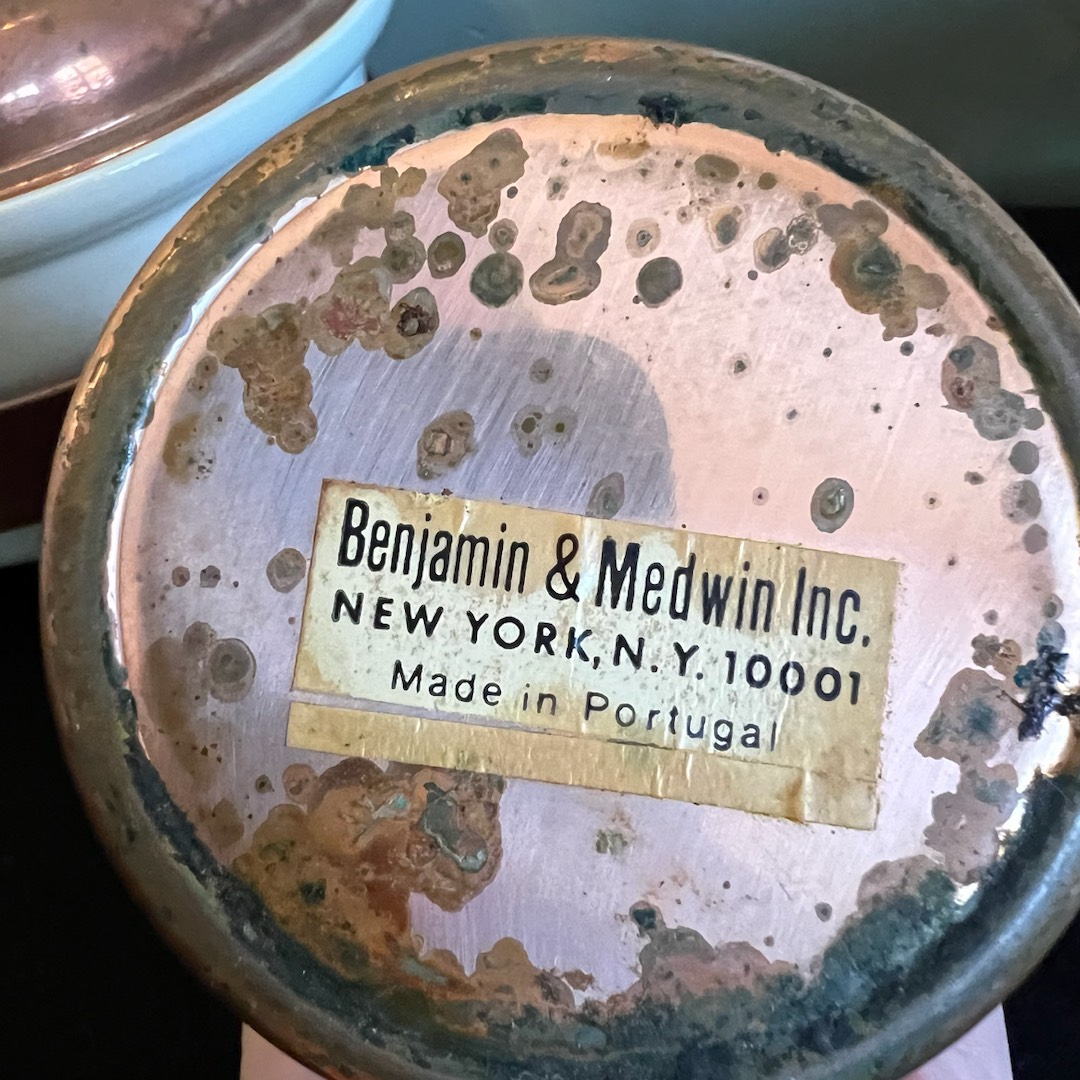 Benjamin & Medwin Inc.
NEW YORK, N.Y. 10001
Made in Portugal